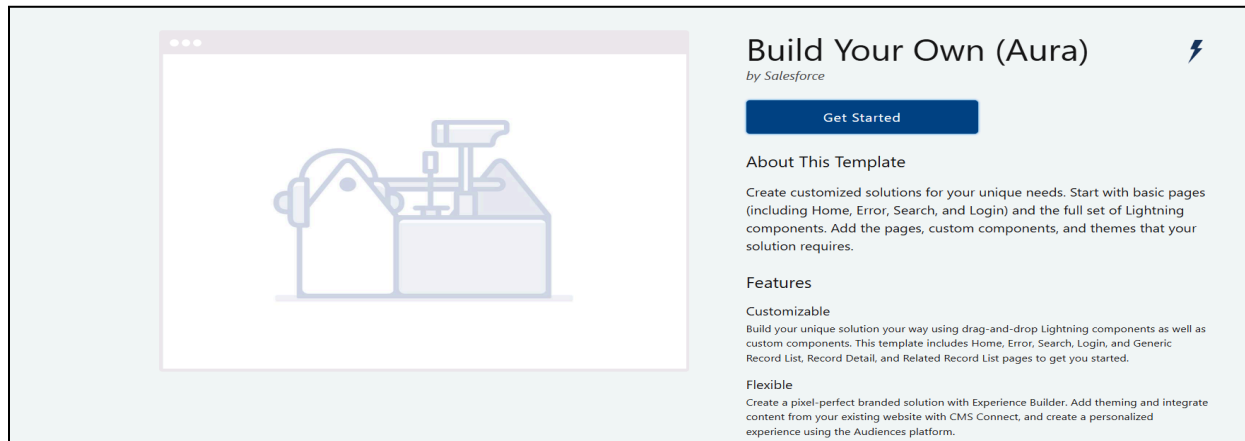 Build Your Own (Aura)
by Salesforce
Get Started
About This Template
Create customized solutions for your unique needs. Start with basic pages
(including Home, Error, Search, and Login) and the full set of Lightning
components. Add the pages, custom components, and themes that your
solution requires.
Features
Customizable
Build your unique solution your way using drag-and-drop Lightning components as well as
custom components. This template includes Home, Error, Search, Login, and Generic
Record List, Record Detail, and Related Record List pages to get you started.
Flexible
Create a pixel-perfect branded solution with Experience Builder. Add theming and integrate
content from your existing website with CMS Connect, and create a personalized
experience using the Audiences platform.